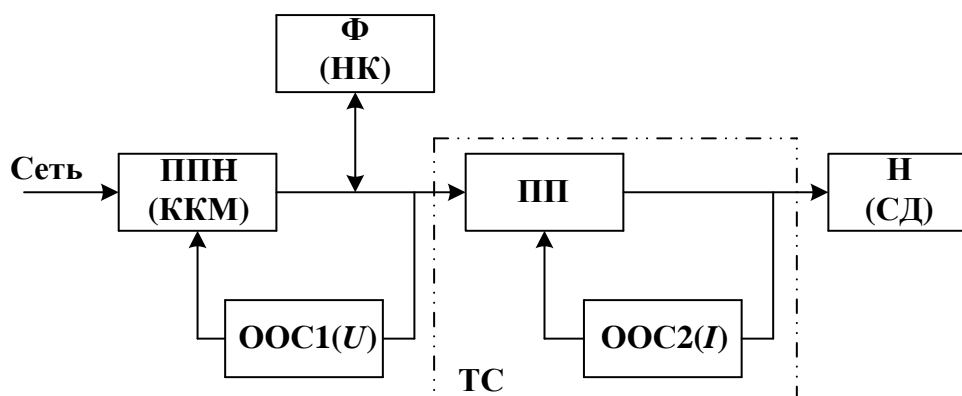 Ф
(НК)
Сеть
ППН
(ККМ)
ПП
Н
(СД)
ООС1(U)
ООС2(I)
ТС